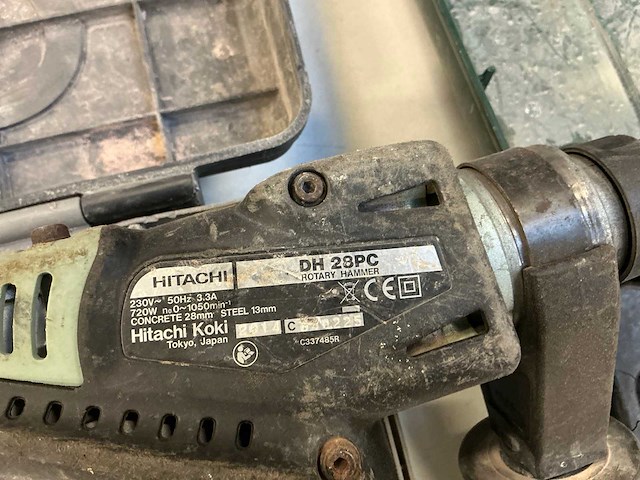 HITACHI
DH 28PC
ROTARY HAMMER
230V~ 50Hz 3.3A
720W n₀0~1050min⁻¹
CONCRETE 28mm STEEL 13mm
CE
Hitachi Koki
C
Tokyo, Japan
C337485R